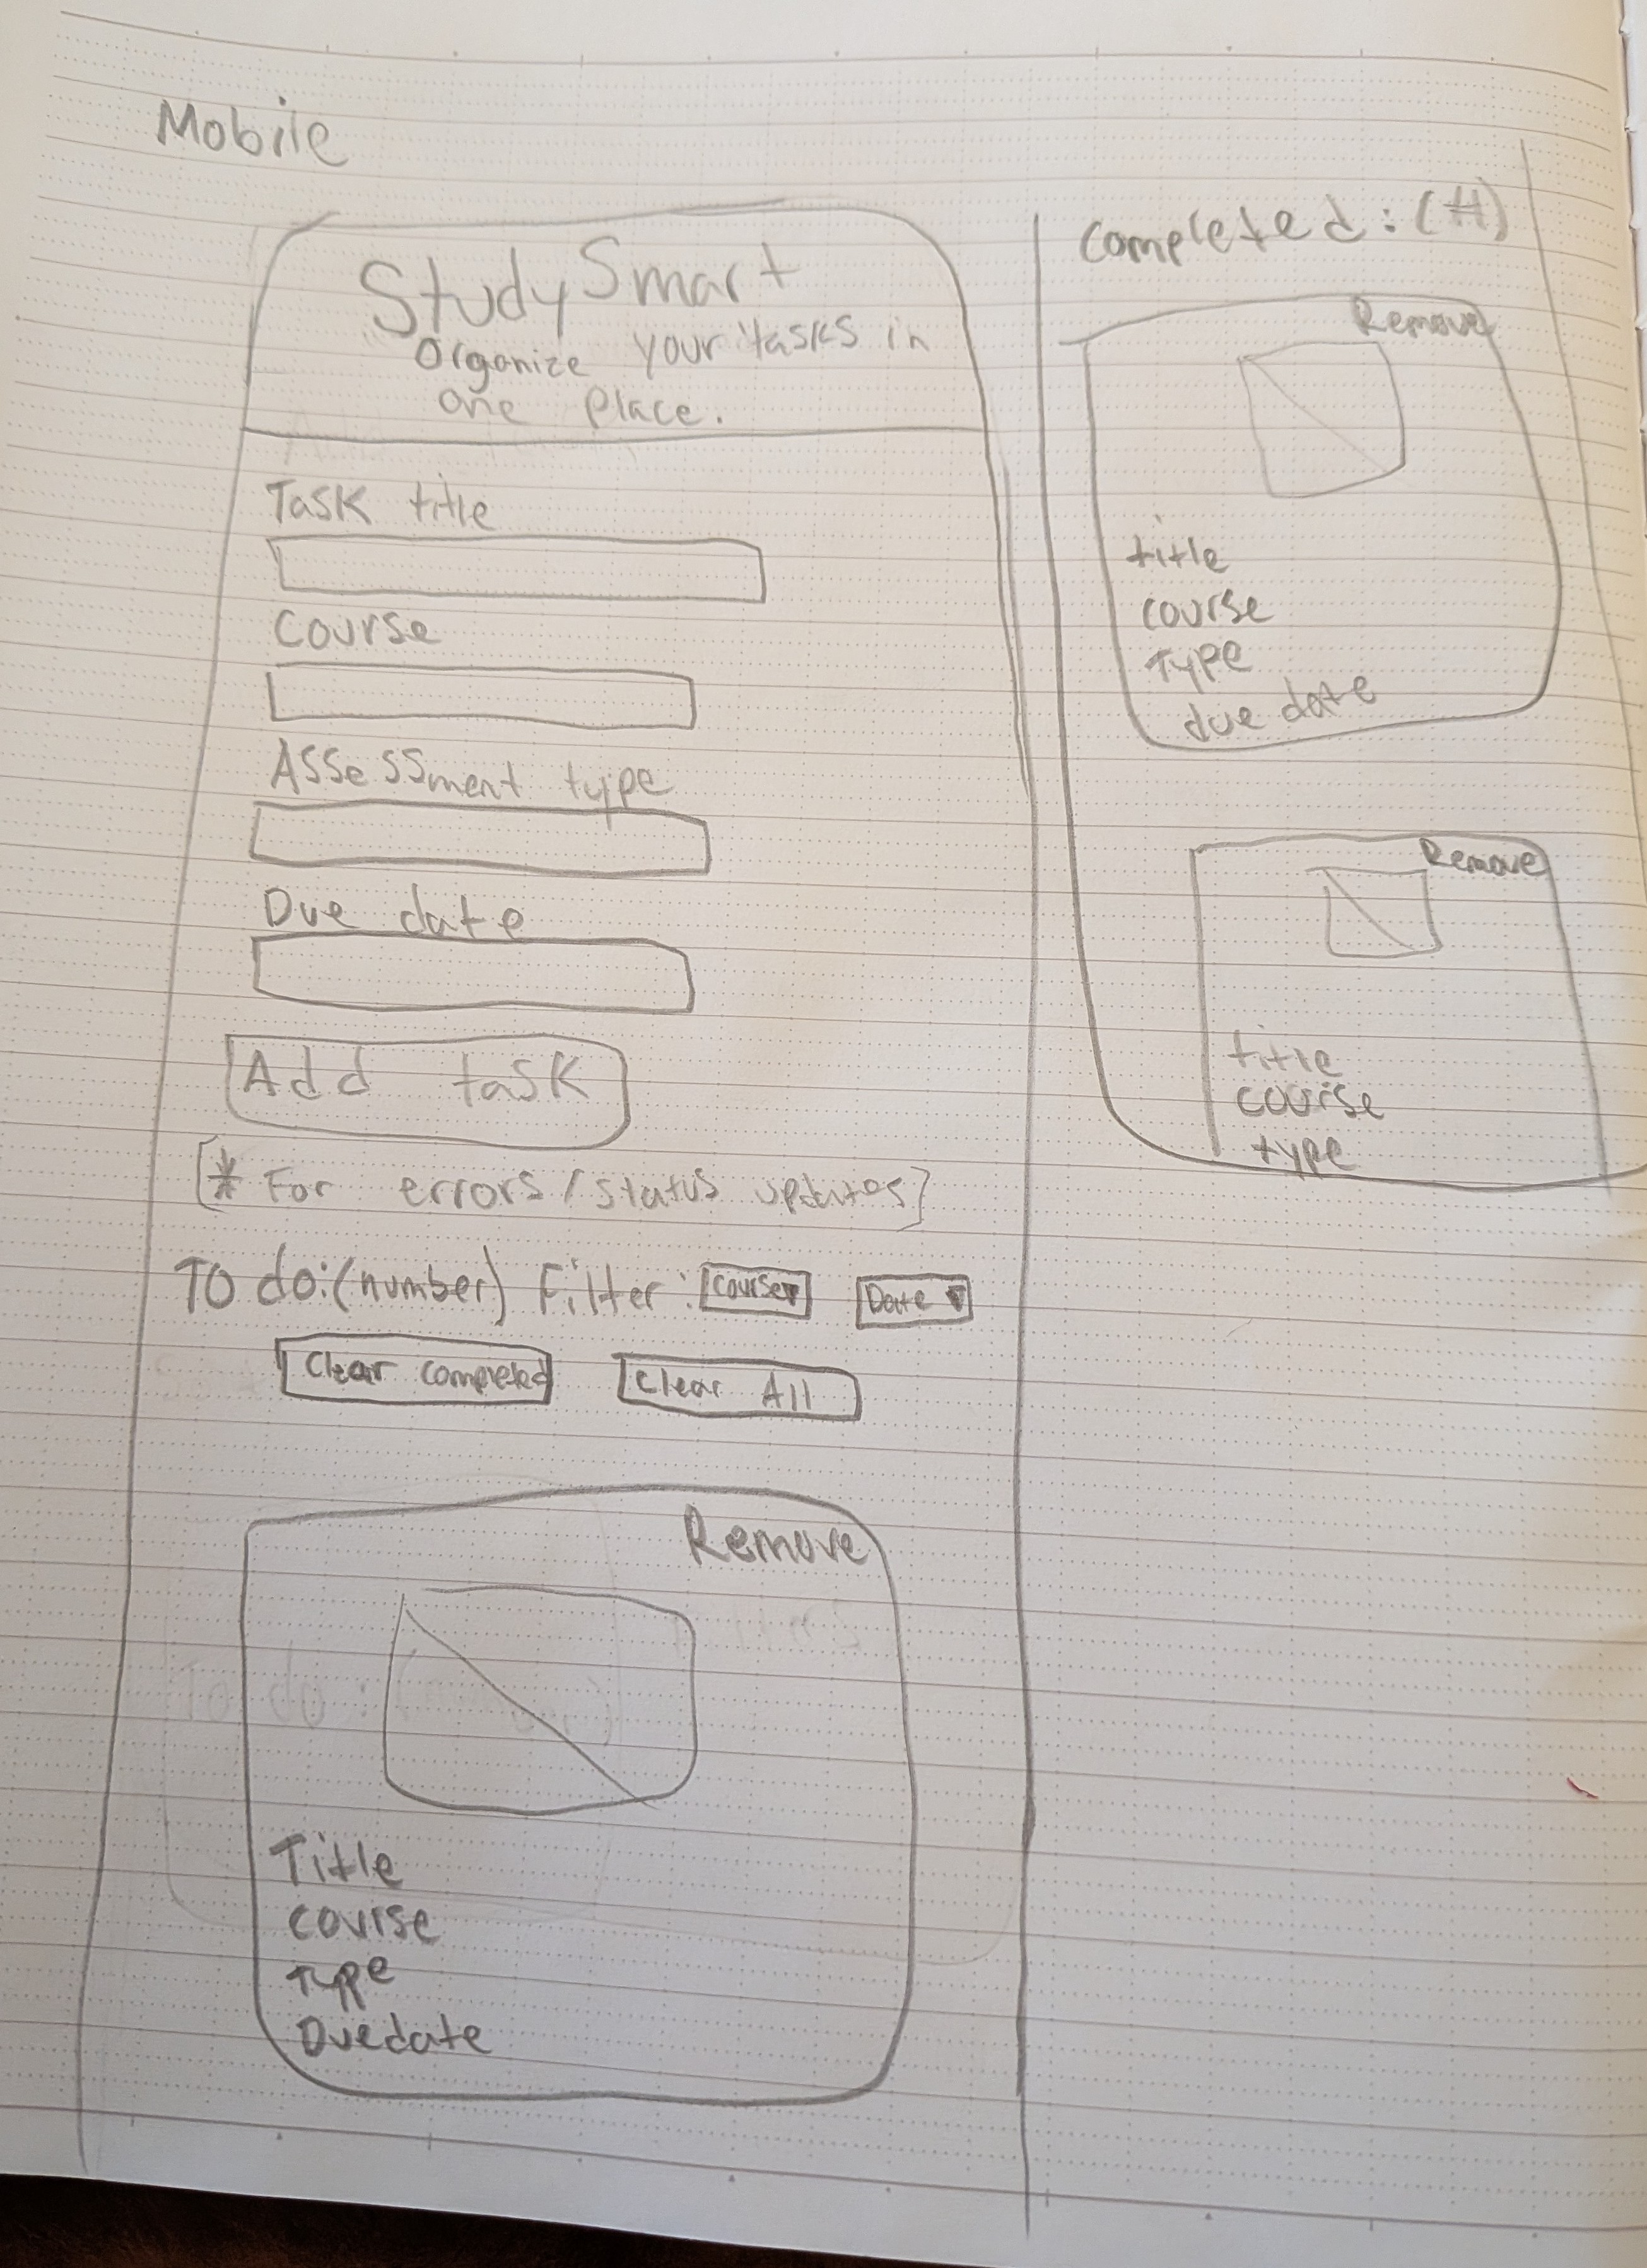 Mobile
StudySmart
Organize your tasks in
one place.
Task title
Course
Assessment type
Due date
Add task
[* For errors/status updates]
To do:(number) Filter: Course▾ Date ▾
Clear completed Clear All
Remove
Title
course
Type
Duedate
Completed: (#)
Remove
title
course
Type
due date
Remove
title
course
type